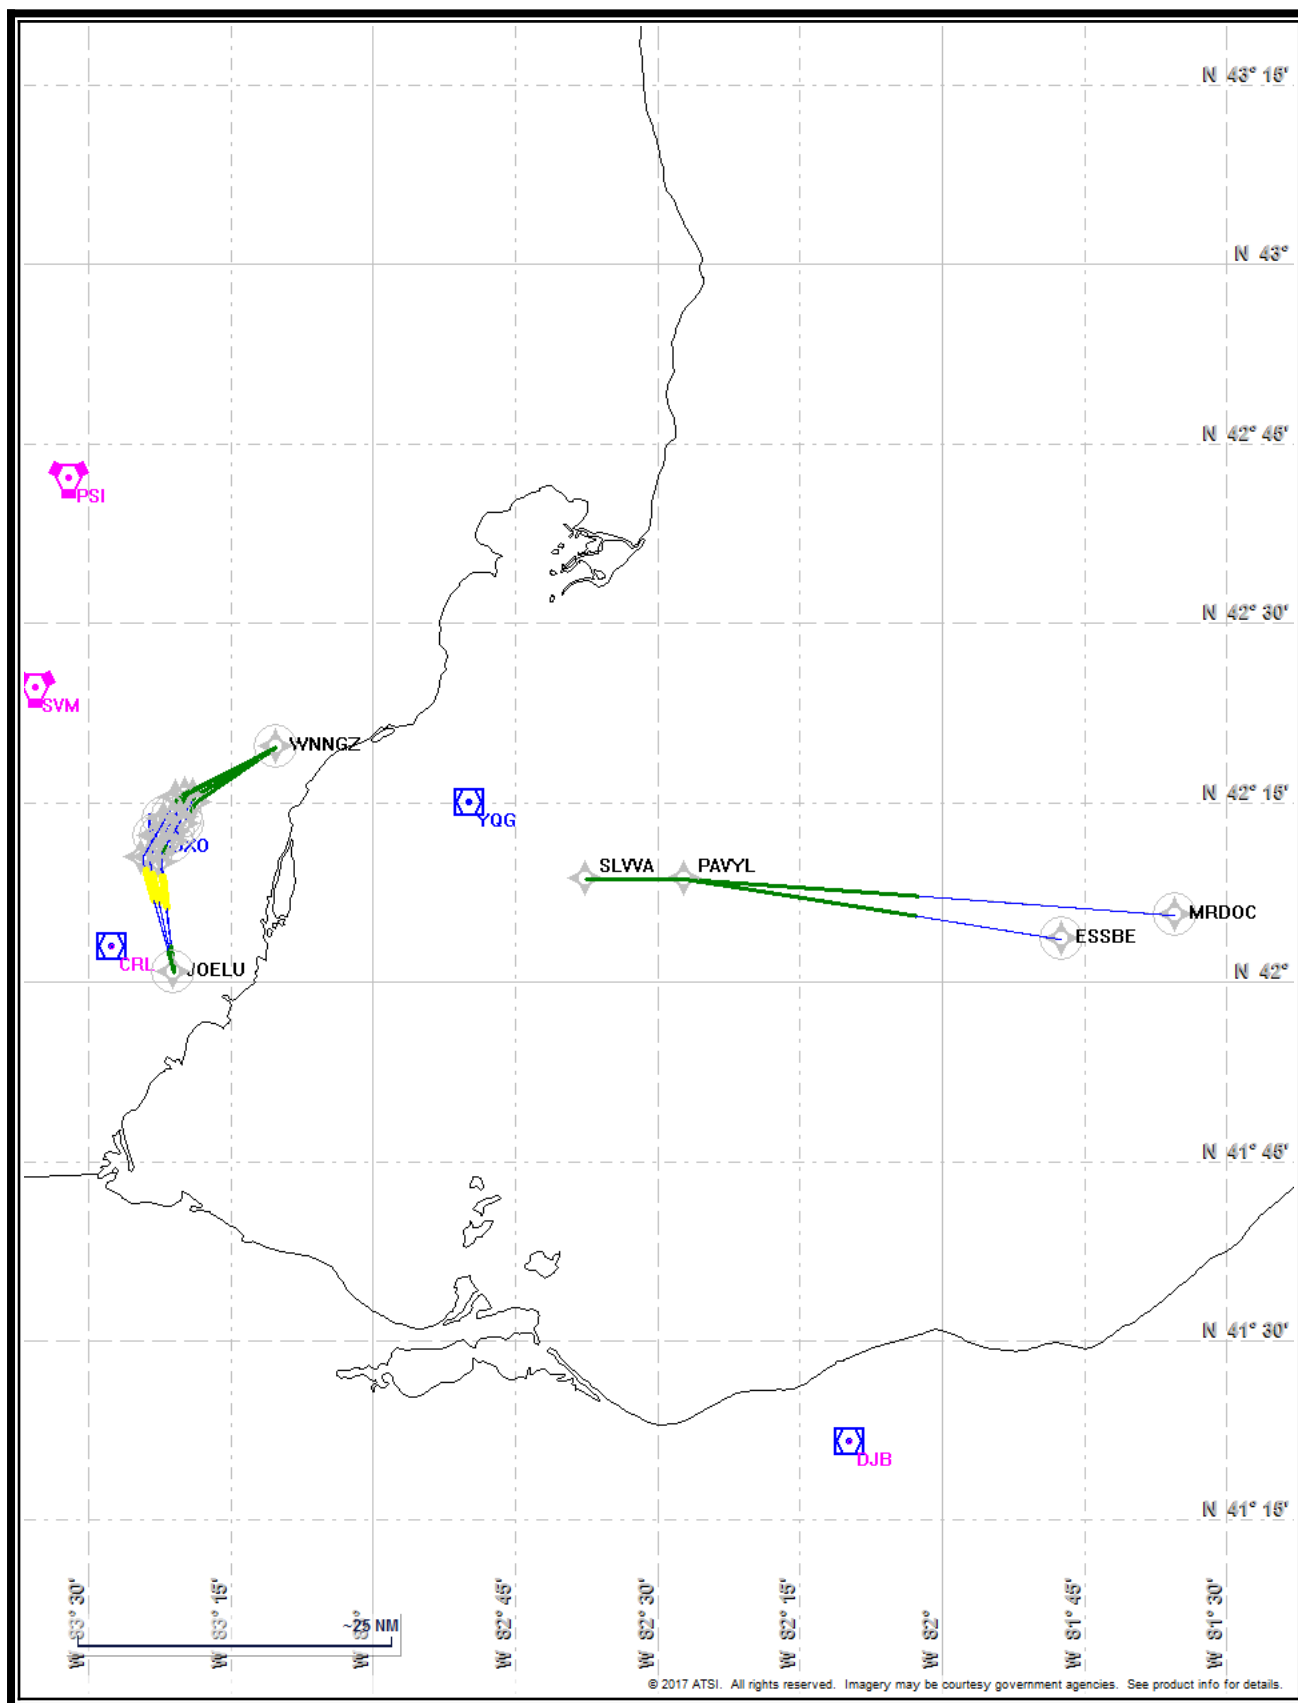 N 43° 15'
N 43°
N 42° 45'
PSI
N 42° 30'
SVM
WNNGZ
N 42° 15'
YQG
DXO
SLVVA
PAVYL
MRDOC
ESSBE
CRL
JOELU
N 42°
N 41° 45'
N 41° 30'
DJB
N 41° 15'
W 83° 30'
W 83° 15'
W 83°
W 82° 45'
W 82° 30'
W 82° 15'
W 82°
W 81° 45'
W 81° 30'
~25 NM
© 2017 ATSI. All rights reserved. Imagery may be courtesy government agencies. See product info for details.